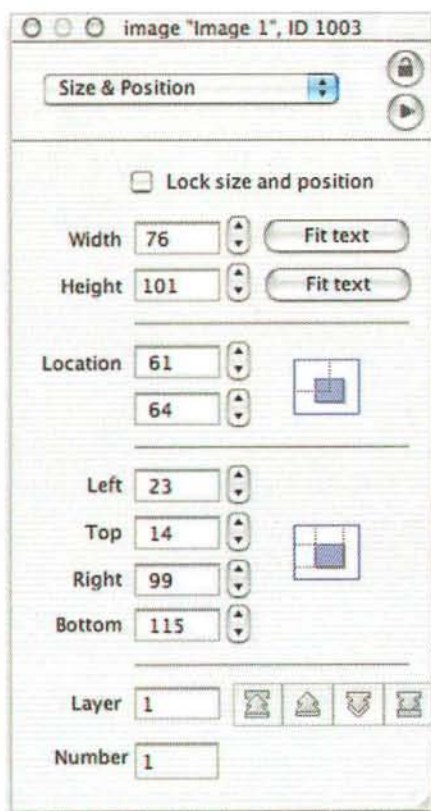 image "Image 1", ID 1003
Size & Position
Lock size and position
Width 76 Fit text
Height 101 Fit text
Location 61
64
Left 23
Top 14
Right 99
Bottom 115
Layer 1
Number 1